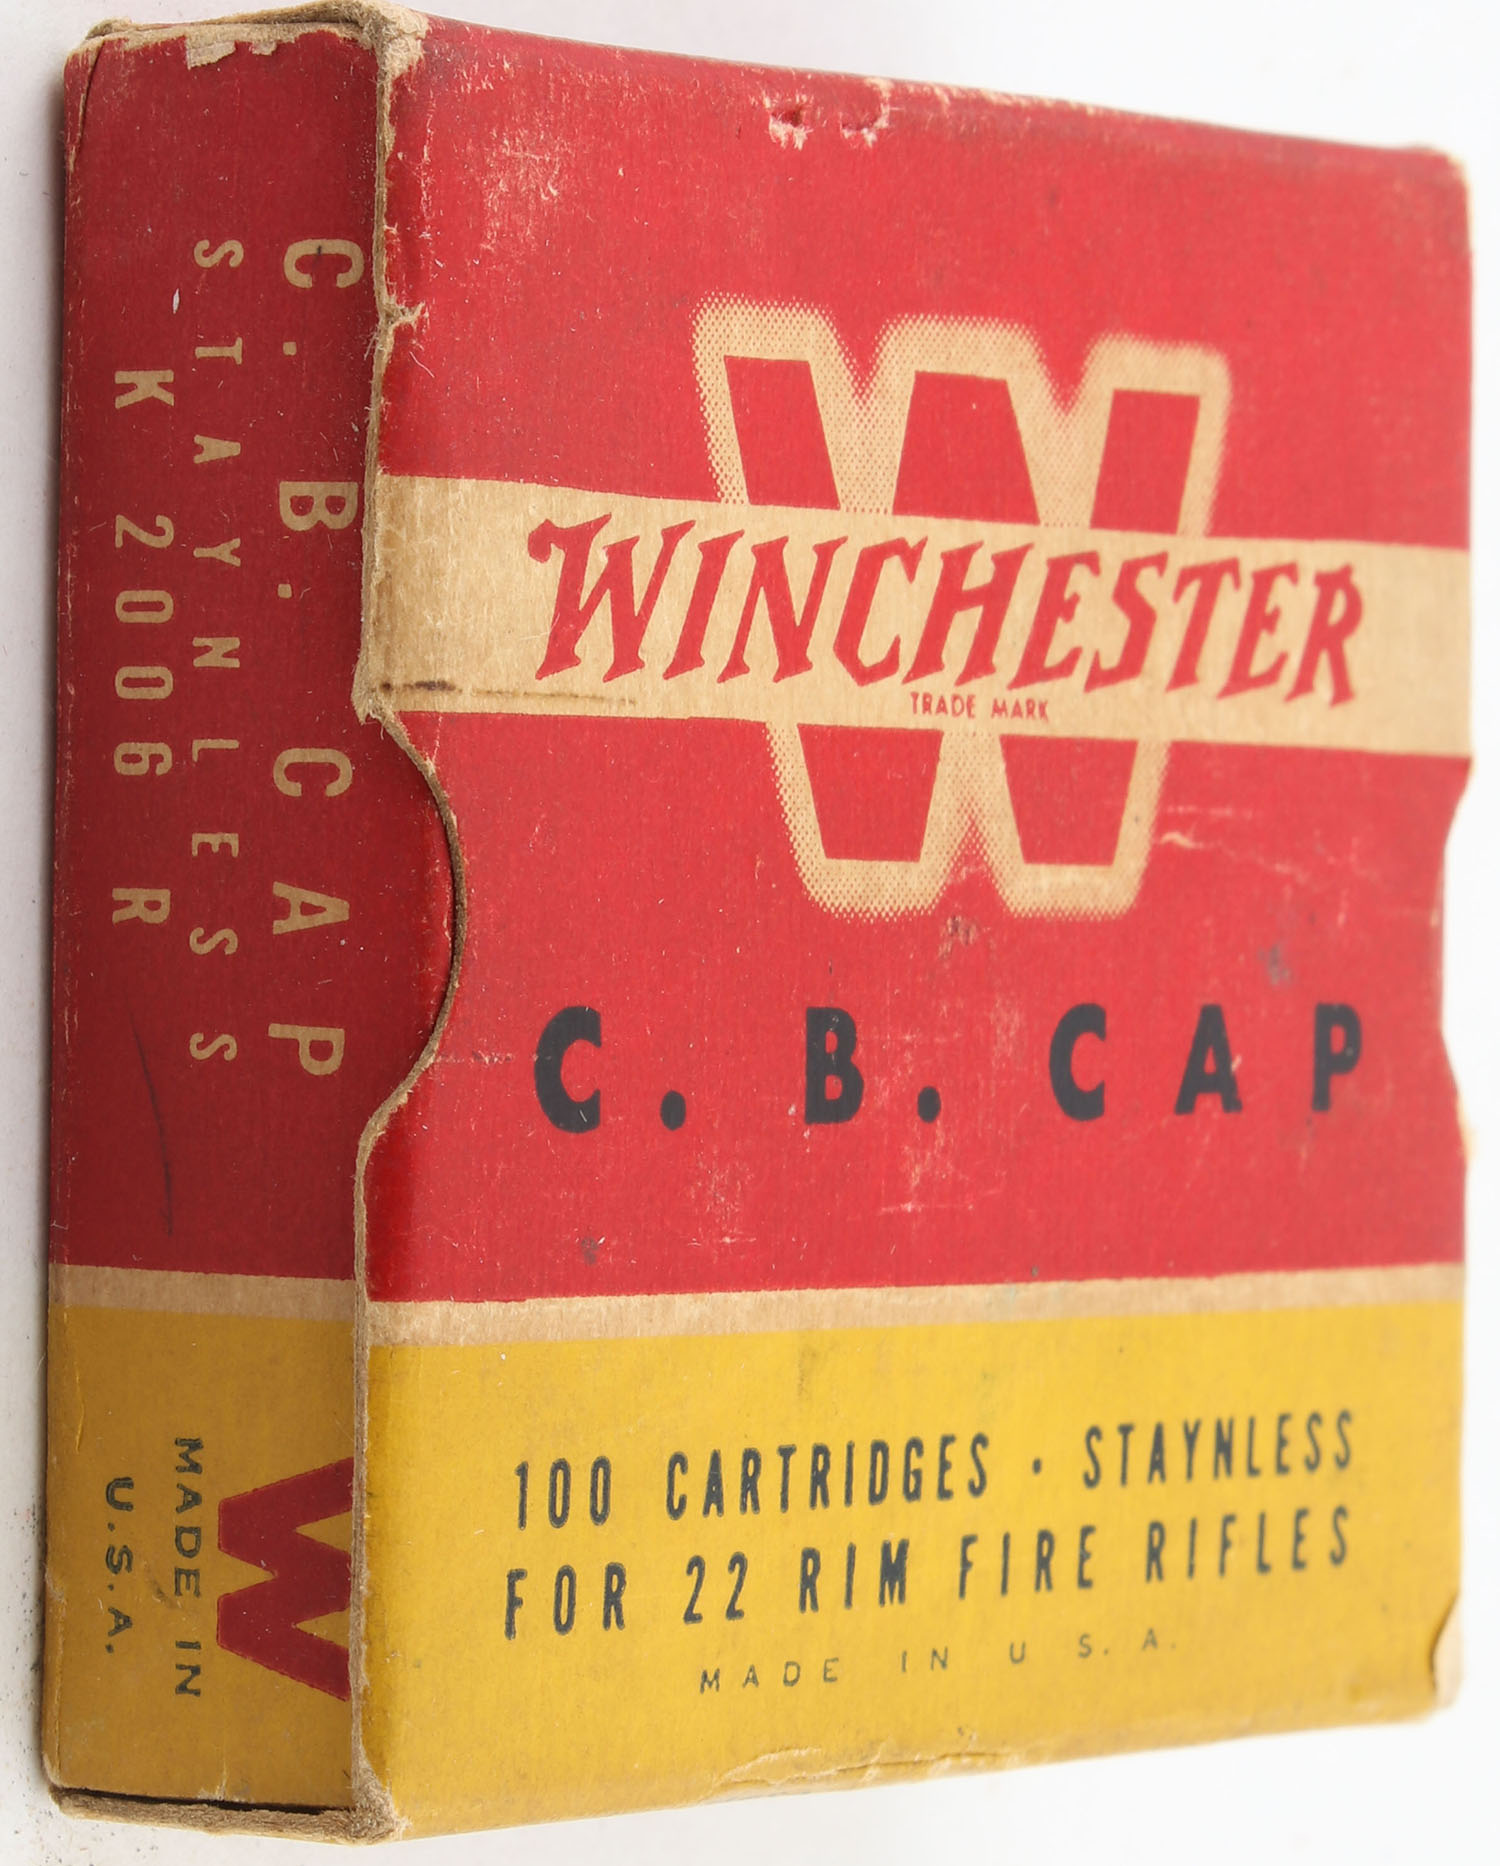 WINCHESTER
TRADE MARK
C. B. CAP
100 CARTRIDGES · STAYNLESS
FOR 22 RIM FIRE RIFLES
MADE IN U S. A.
C. B. CAP
STAYNLESS
K 2006 R
W
MADE IN
U.S.A.